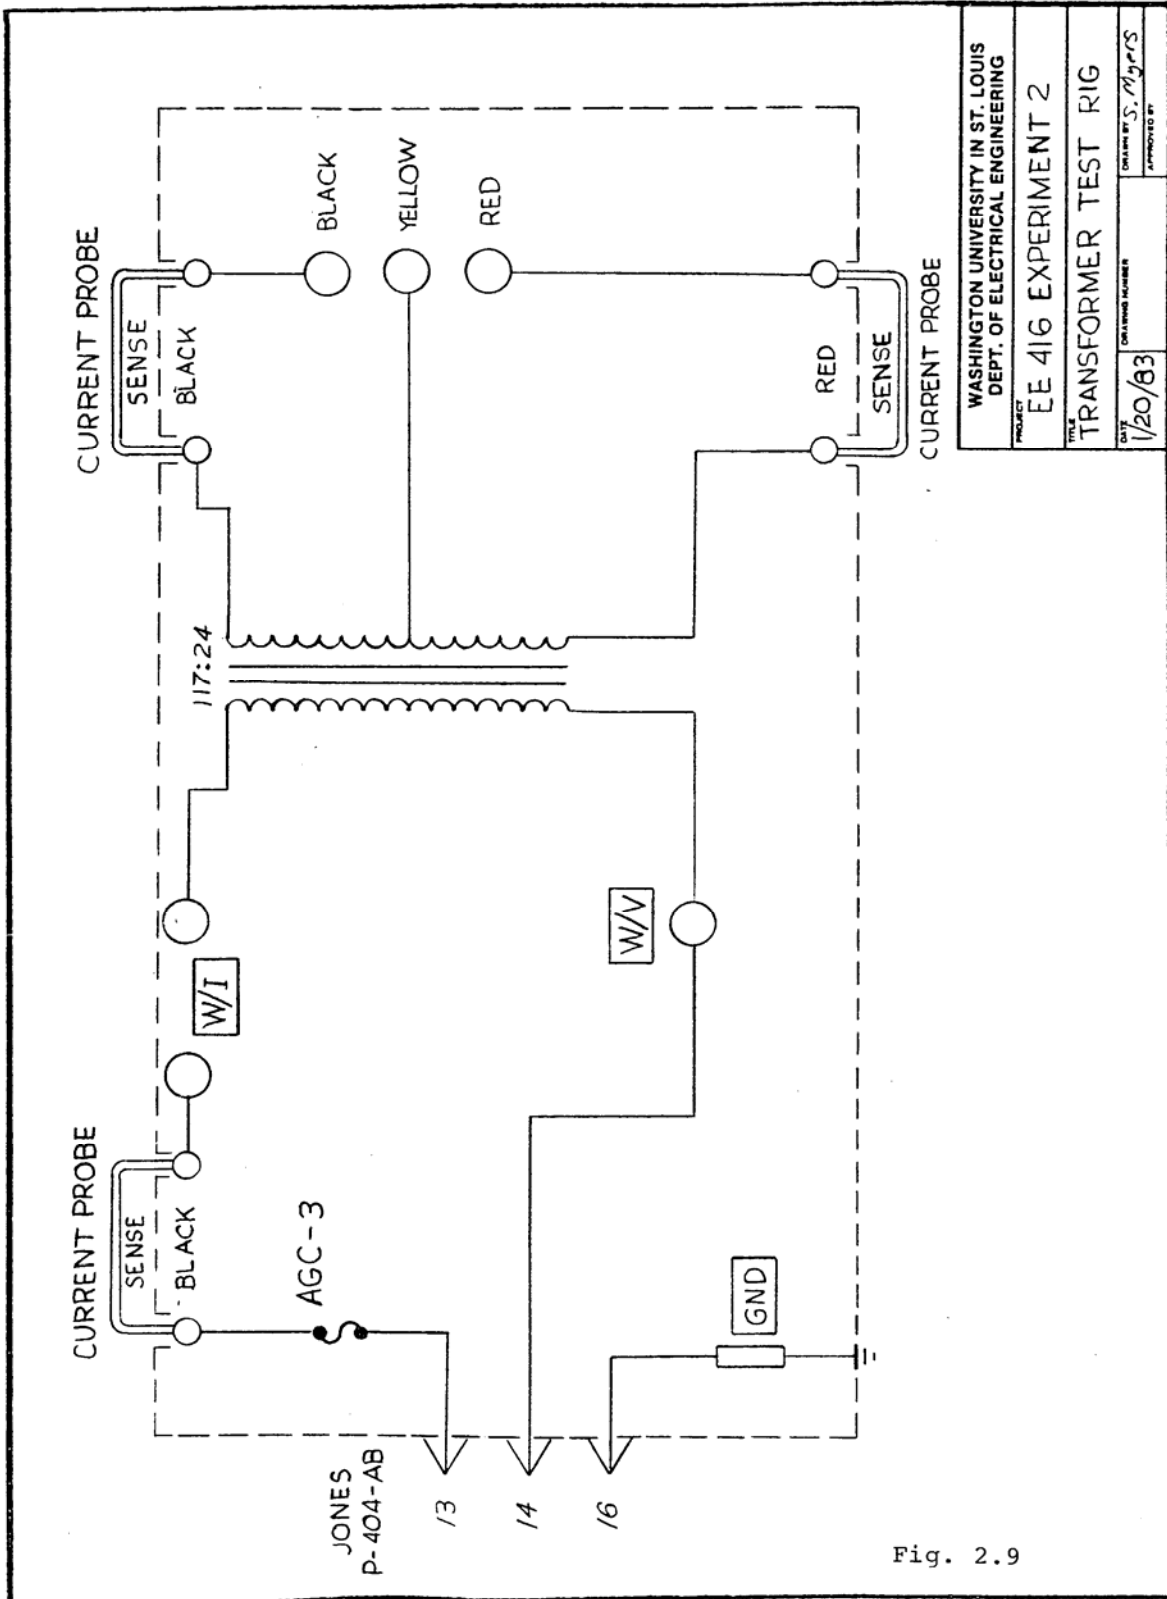 CURRENT PROBE
SENSE
BLACK
CURRENT PROBE
SENSE
BLACK
117:24
W/I
BLACK
YELLOW
RED
AGC-3
W/V
GND
JONES
P-404-AB
13
14
16
RED
SENSE
CURRENT PROBE
WASHINGTON UNIVERSITY IN ST. LOUIS
DEPT. OF ELECTRICAL ENGINEERING
PROJECT
EE 416 EXPERIMENT 2
TITLE
TRANSFORMER TEST RIG
DATE
1/20/83
DRAWING NUMBER
DRAWN BY S. Myers
APPROVED BY
Fig. 2.9